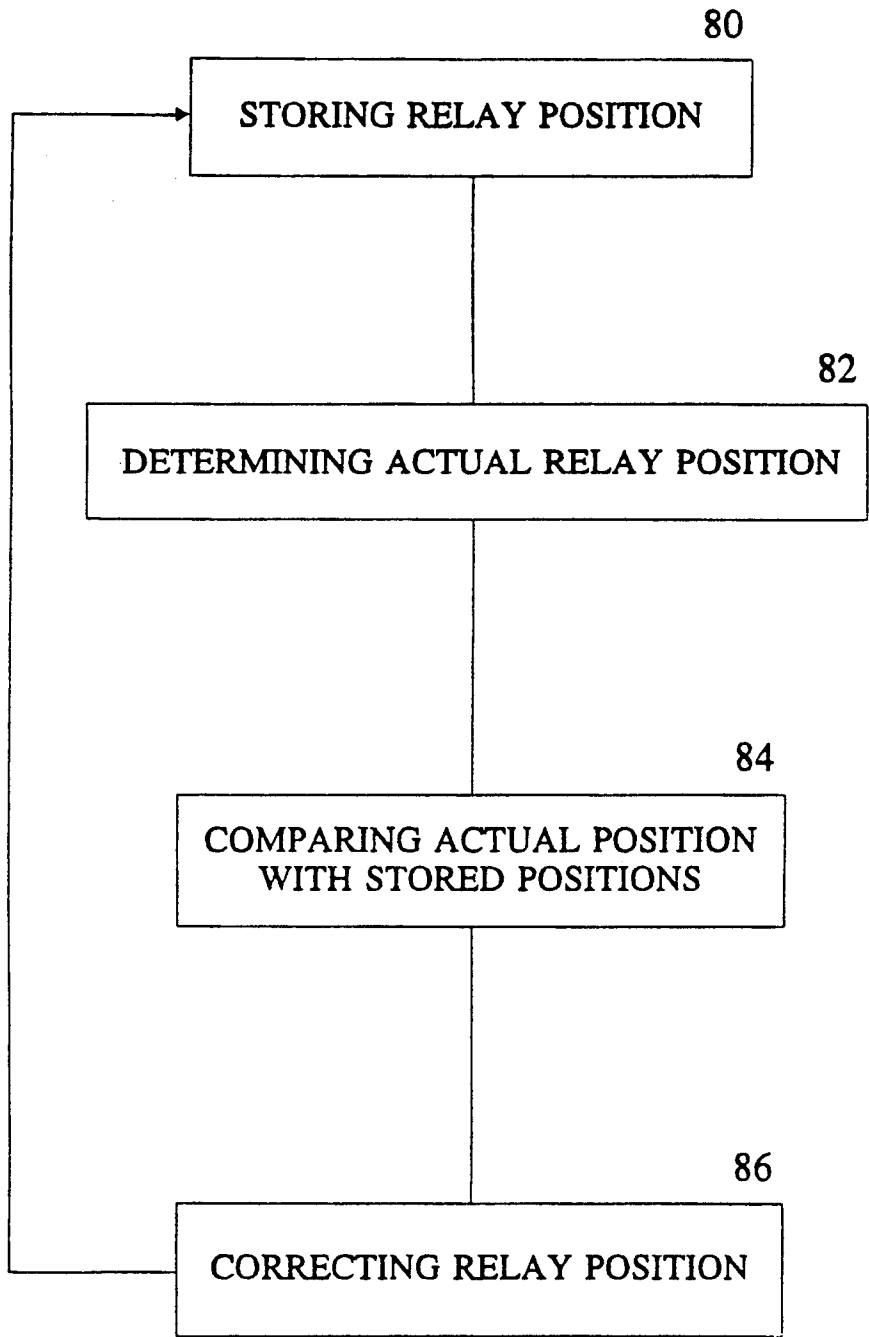 80
STORING RELAY POSITION
82
DETERMINING ACTUAL RELAY POSITION
84
COMPARING ACTUAL POSITION
WITH STORED POSITIONS
86
CORRECTING RELAY POSITION